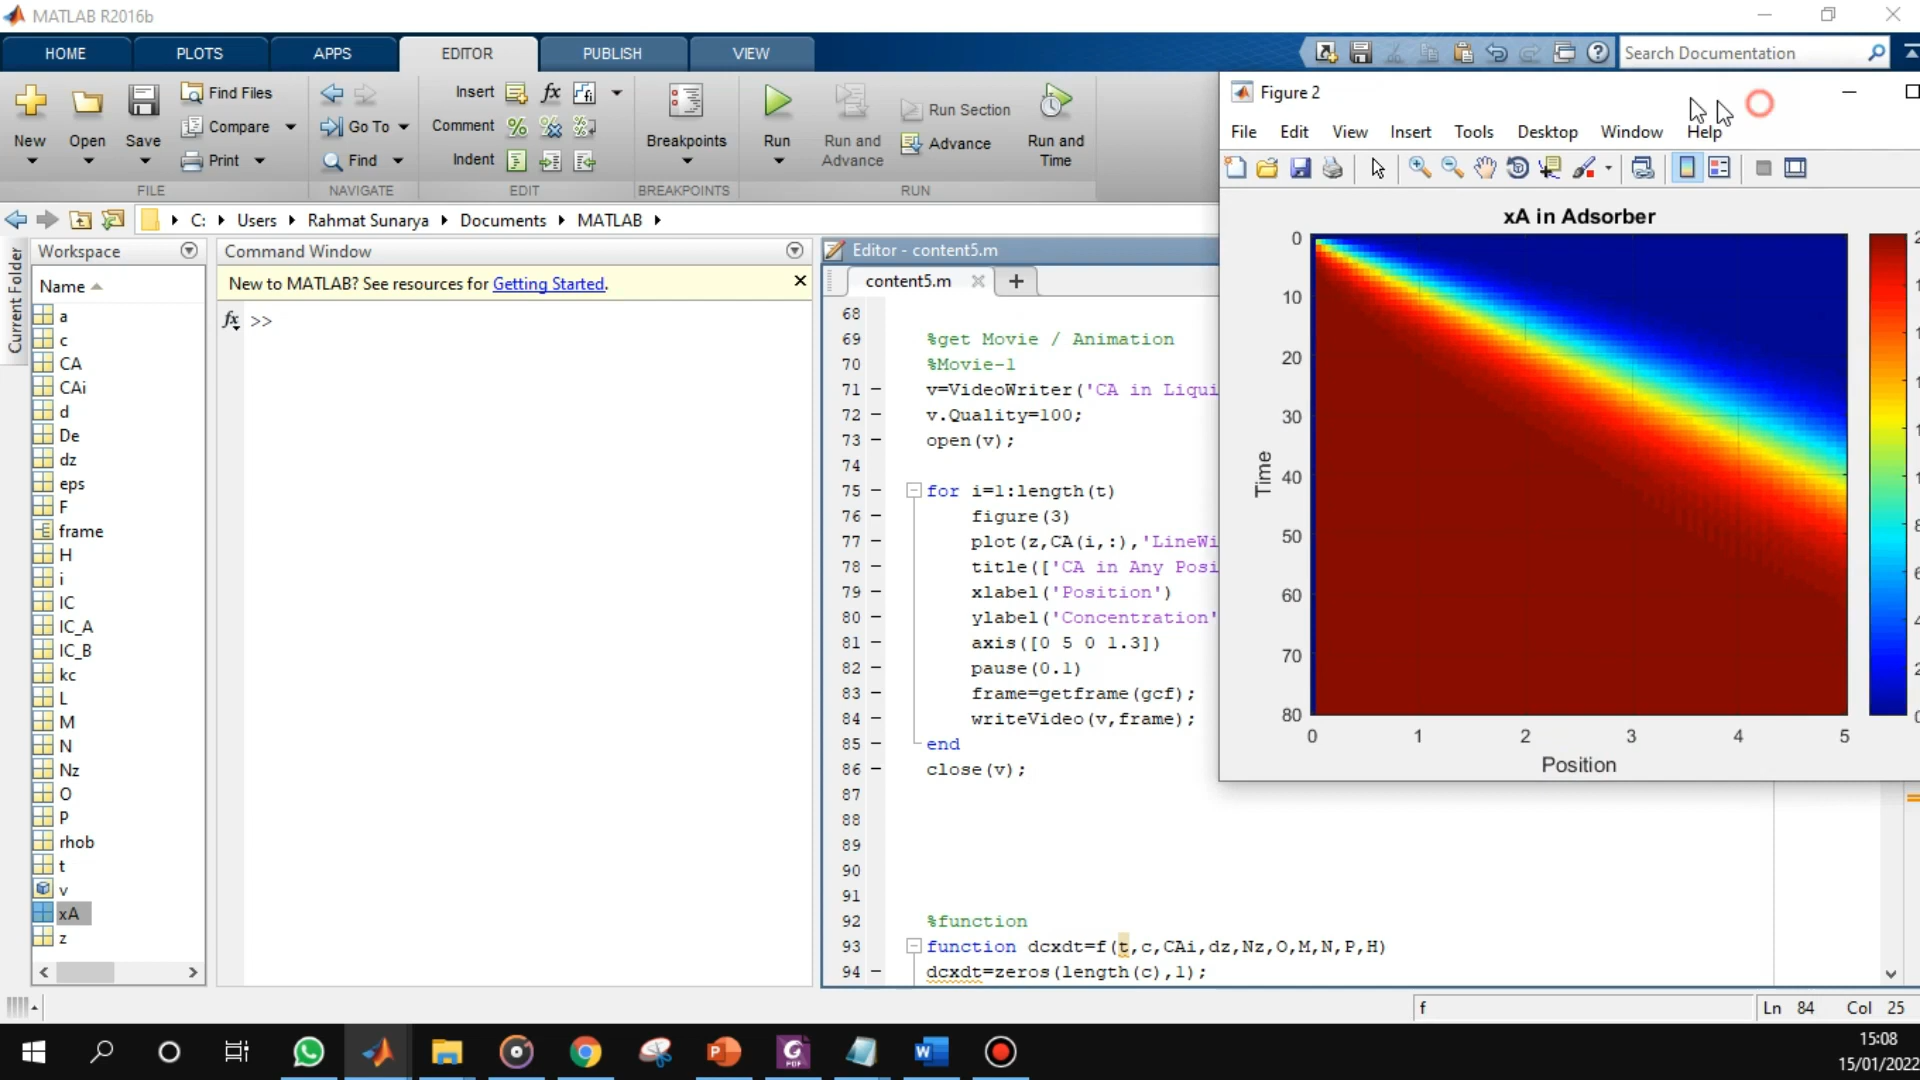 MATLAB R2016b
HOME PLOTS APPS EDITOR PUBLISH VIEW
Search Documentation
New Open Save Find Files Compare Print
FILE
Go To Find
NAVIGATE
Insert fx
Comment
Indent
EDIT
Breakpoints
BREAKPOINTS
Run Run and Advance Run Section Advance Run and Time
RUN
C: Users Rahmat Sunarya Documents MATLAB
Current Folder
Workspace
Name
a
c
CA
CAi
d
De
dz
eps
F
frame
H
i
IC
IC_A
IC_B
kc
L
M
N
Nz
O
P
rhob
t
v
xA
z
Command Window
New to MATLAB? See resources for Getting Started.
fx >>
Editor - content5.m
content5.m
68
69 %get Movie / Animation
70 %Movie-1
71 v=VideoWriter('CA in Liqui
72 v.Quality=100;
73 open(v);
74
75 for i=1:length(t)
76 figure(3)
77 plot(z,CA(i,:),'LineWi
78 title(['CA in Any Posi
79 xlabel('Position')
80 ylabel('Concentration'
81 axis([0 5 0 1.3])
82 pause(0.1)
83 frame=getframe(gcf);
84 writeVideo(v,frame);
85 end
86 close(v);
87
88
89
90
91
92 %function
93 function dcxdt=f(t,c,CAi,dz,Nz,O,M,N,P,H)
94 dcxdt=zeros(length(c),1);
Figure 2
File Edit View Insert Tools Desktop Window Help
xA in Adsorber
Time
0
10
20
30
40
50
60
70
80
0 1 2 3 4 5
Position
f
Ln 84 Col 25
15:08
15/01/2022